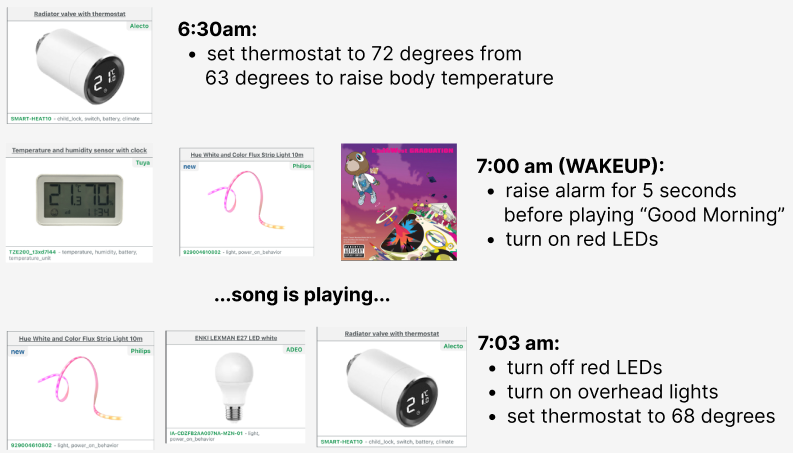 Radiator valve with thermostat
Alecto
SMART-HEAT10 - child_lock, switch, battery, climate
6:30am:
• set thermostat to 72 degrees from
63 degrees to raise body temperature
Temperature and humidity sensor with clock
Tuya
TZE200_13xd7l44 - temperature, humidity, battery,
temperature_unit
Hue White and Color Flux Strip Light 10m
new
Philips
929004610802 - light, power_on_behavior
PARENTAL
ADVISORY
EXPLICIT CONTENT
7:00 am (WAKEUP):
• raise alarm for 5 seconds
before playing “Good Morning”
• turn on red LEDs
...song is playing...
Hue White and Color Flux Strip Light 10m
new
Philips
929004610802 - light, power_on_behavior
ENKI LEXMAN E27 LED white
ADEO
IA-CDZFB2AA007NA-MZN-01 - light,
power_on_behavior
Radiator valve with thermostat
Alecto
SMART-HEAT10 - child_lock, switch, battery, climate
7:03 am:
• turn off red LEDs
• turn on overhead lights
• set thermostat to 68 degrees